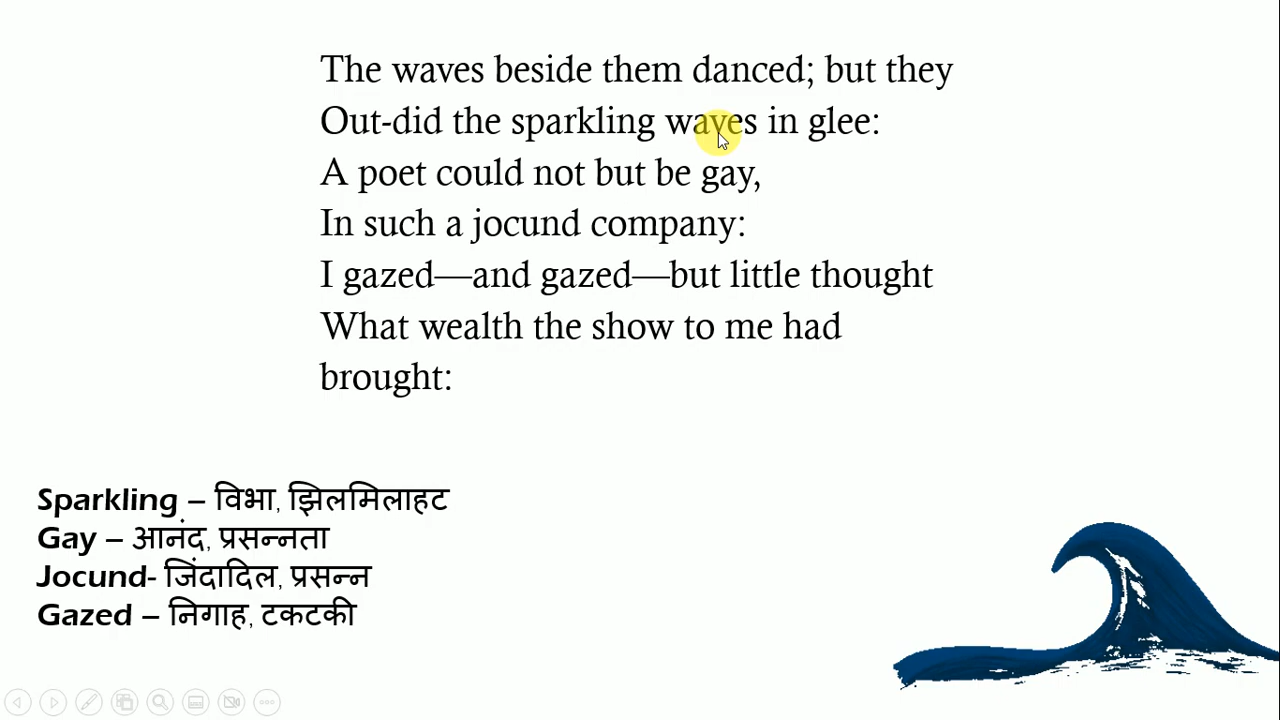 The waves beside them danced; but they
Out-did the sparkling waves in glee:
A poet could not but be gay,
In such a jocund company:
I gazed—and gazed—but little thought
What wealth the show to me had
brought:
Sparkling – विभा, झिलमिलाहट
Gay – आनंद, प्रसन्नता
Jocund- जिंदादिल, प्रसन्न
Gazed – निगाह, टकटकी